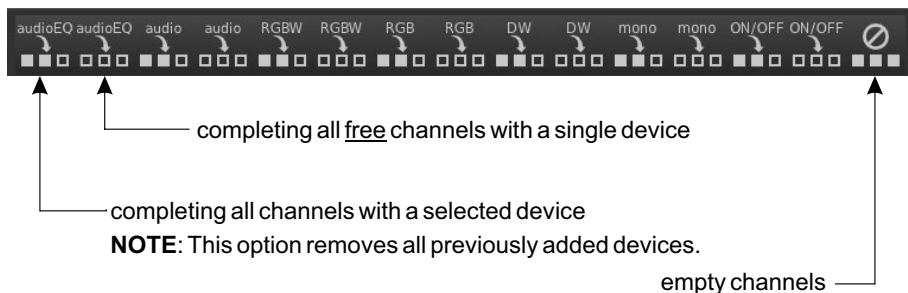 audioEQ audioEQ audio audio RGBW RGBW RGB RGB DW DW mono mono ON/OFF ON/OFF
completing all free channels with a single device
completing all channels with a selected device
NOTE: This option removes all previously added devices.
empty channels